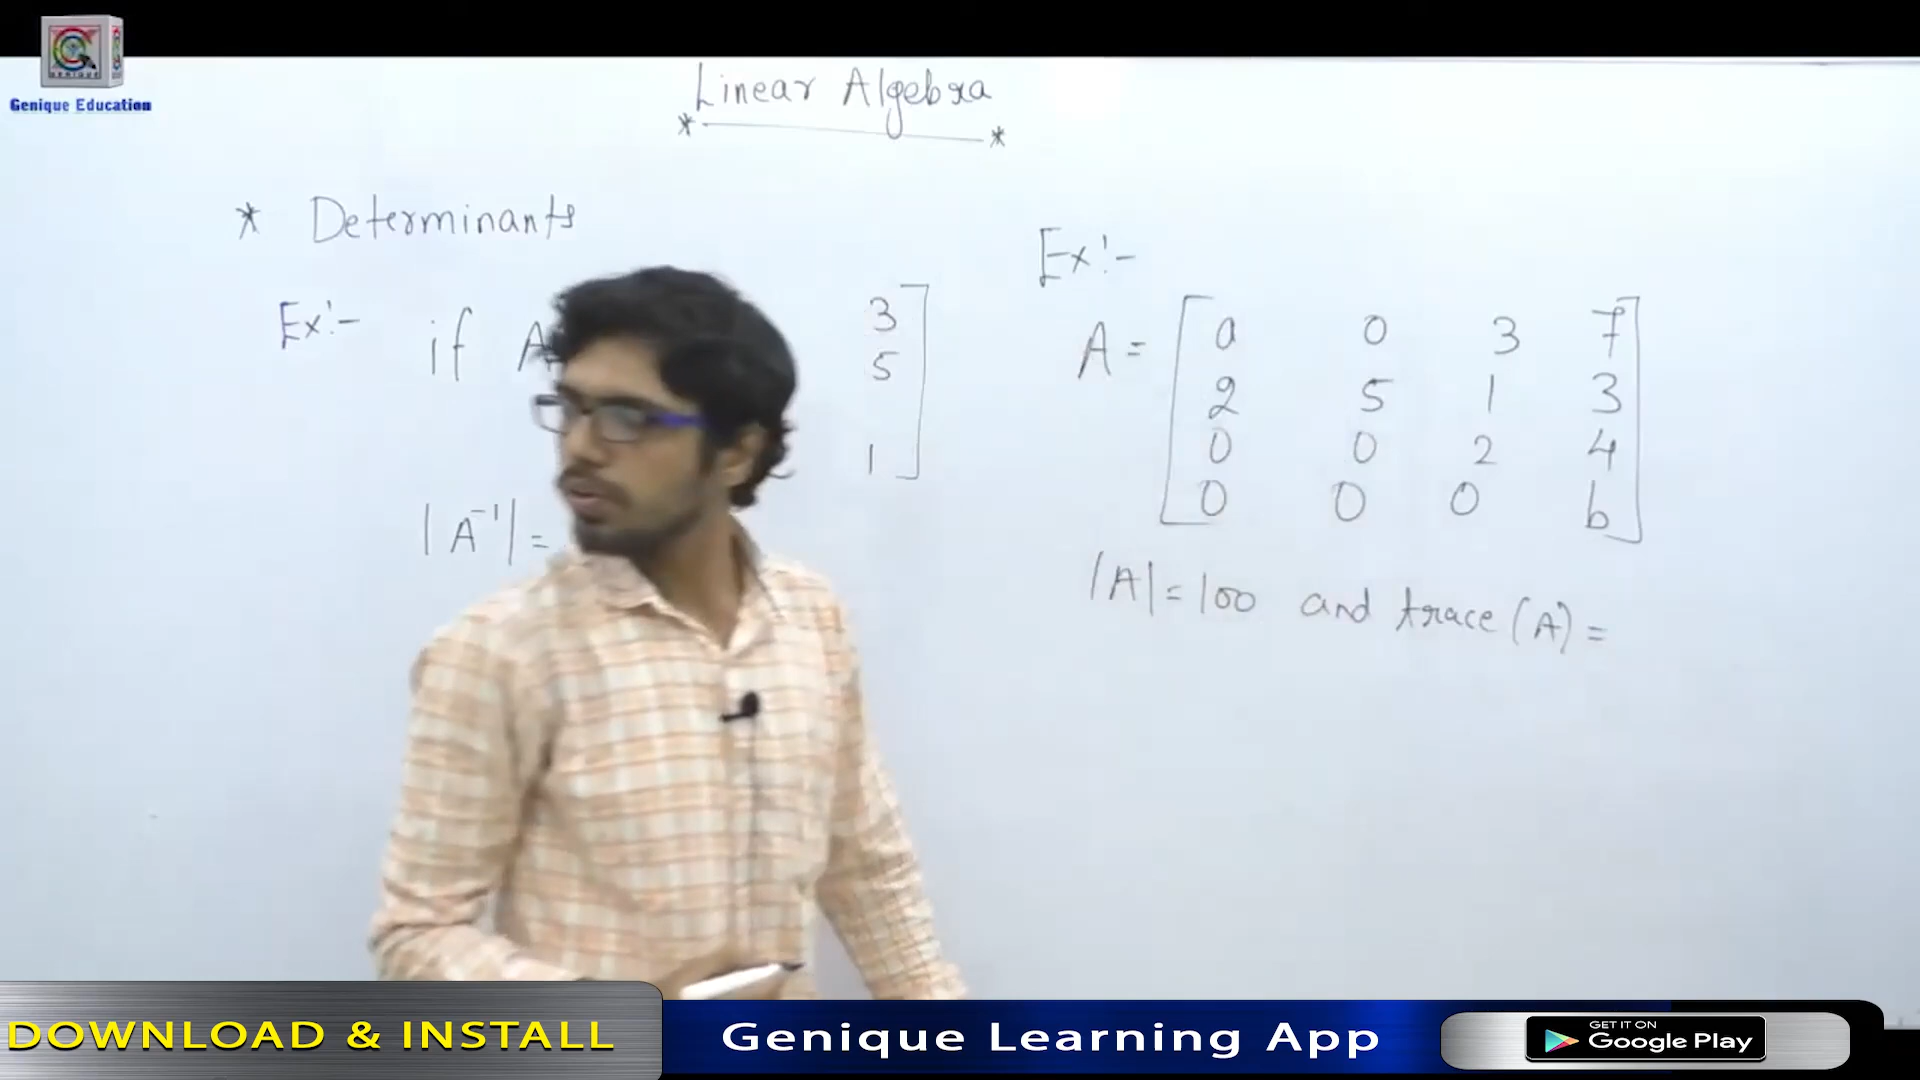 GENIQUE
Genique Education
Linear Algebra
* *
* Determinants
Ex:- if A
3
5
1
|A⁻¹| =
Ex:-
A = [ a 0 3 7
2 5 1 3
0 0 2 4
0 0 0 b ]
|A| = 100 and trace (A) =
DOWNLOAD & INSTALL
Genique Learning App
GET IT ON
Google Play